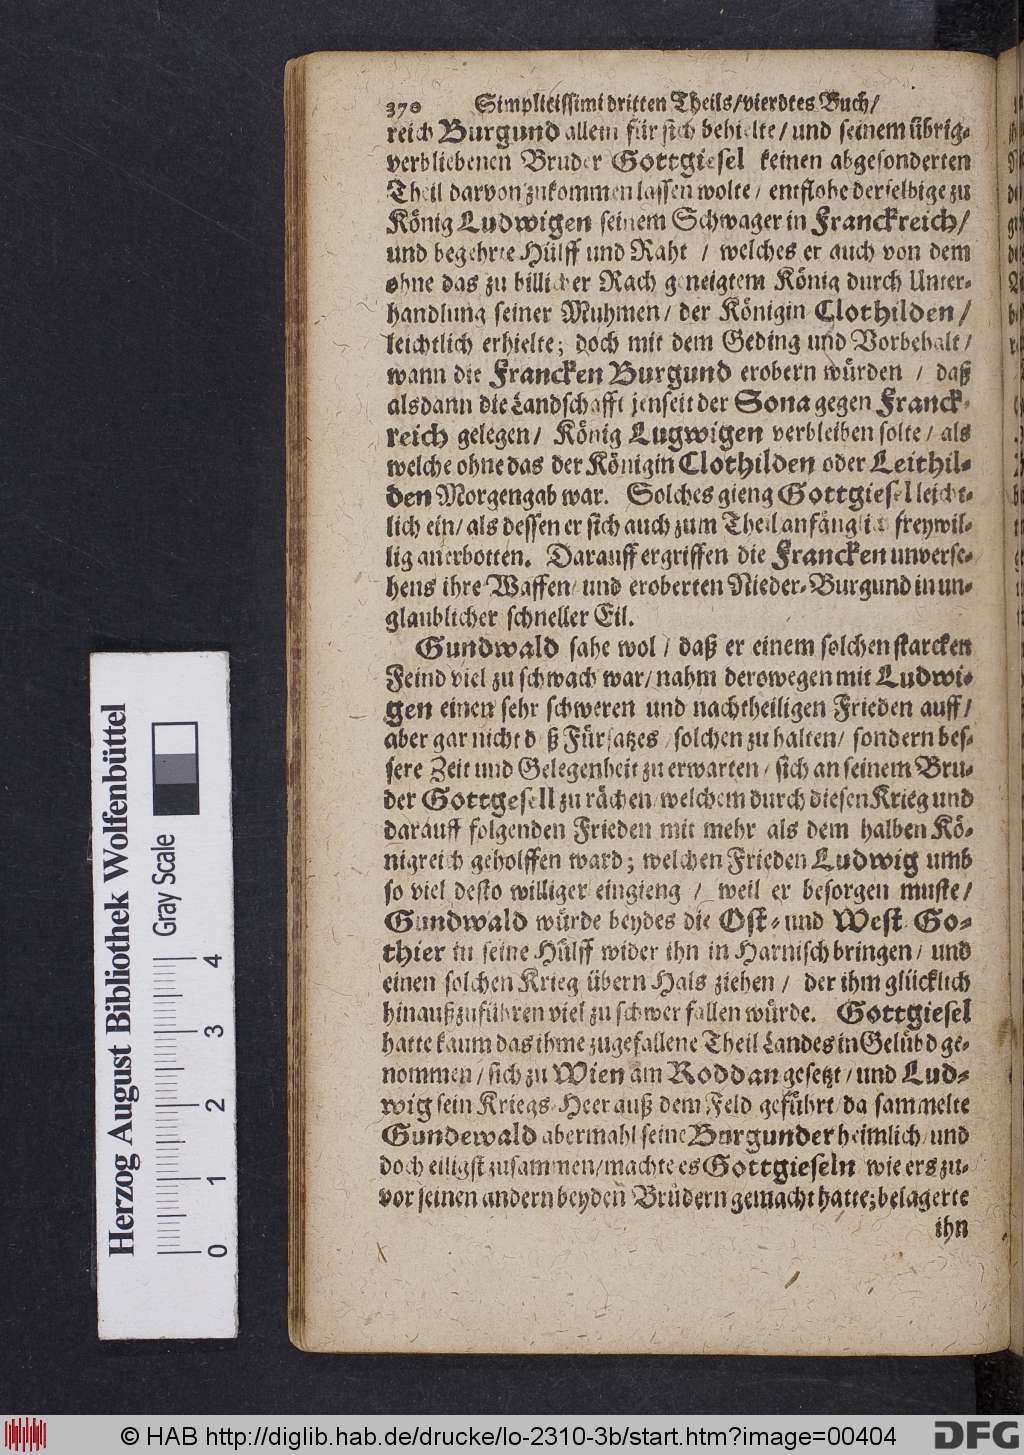 370 Simplicissimi dritten Theils/vierdtes Buch/
reich Burgund allein für sich behielte/ und seinem übrig-
verbliebenen Bruder Gottgiesel keinen abgesonderten
Theil darvon zukommen lassen wolte/ entflohe derselbige zu
König Ludwigen seinem Schwager in Franckreich/
und begehrte Hülff und Raht / welches er auch von dem
ohne das zu billicher Rach geneigtem König durch Unter-
handlung seiner Muhmen/ der Königin Clothilden/
leichtlich erhielte; doch mit dem Geding und Vorbehalt/
wann die Francken Burgund erobern würden / daß
alsdann die Landschafft jenseit der Sona gegen Franck-
reich gelegen/ König Lugwigen verbleiben solte/ als
welche ohne das der Königin Clothilden oder Leithil-
den Morgengab war. Solches gieng Gottgiesel leicht-
lich ein/ als dessen er sich auch zum Theil anfänglich freywil-
lig anerbotten. Darauff ergriffen die Francken unverse-
hens ihre Waffen/ und eroberten Nieder-Burgund in un-
glaublicher schneller Eil.
Gundwald sahe wol / daß er einem solchen starcken
Feind viel zu schwach war/ nahm derowegen mit Ludwi-
gen einen sehr schweren und nachtheiligen Frieden auff/
aber gar nicht deß Fürsatzes/ solchen zu halten/ sondern bes-
sere Zeit und Gelegenheit zu erwarten/ sich an seinem Bru-
der Gottgesell zu rächen/ welchem durch diesen Krieg und
darauff folgenden Frieden mit mehr als dem halben Kö-
nigreich geholffen ward; welchen Frieden Ludwig umb
so viel desto williger eingieng / weil er besorgen muste/
Gundwald würde beydes die Ost- und West-Go-
thier in seine Hülff wider ihn in Harnisch bringen/ und
einen solchen Krieg übern Hals ziehen / der ihm glücklich
hinaußzuführen viel zu schwer fallen würde. Gottgiesel
hatte kaum das ihme zugefallene Theil Landes in Gelübd ge-
nommen/ sich zu Wien am Roddan gesetzt/ und Lud-
wig sein Kriegs-Heer auß dem Feld geführt/ da sammelte
Gundewald abermahl seine Burgunder heimlich/ und
doch eiligst zusammen/ machte es Gottgieseln wie ers zu-
vor seinen andern beyden Brüdern gemacht hatte; belagerte
ihn
Herzog August Bibliothek Wolfenbüttel
Gray Scale
0 1 2 3 4
© HAB http://diglib.hab.de/drucke/lo-2310-3b/start.htm?image=00404
DFG